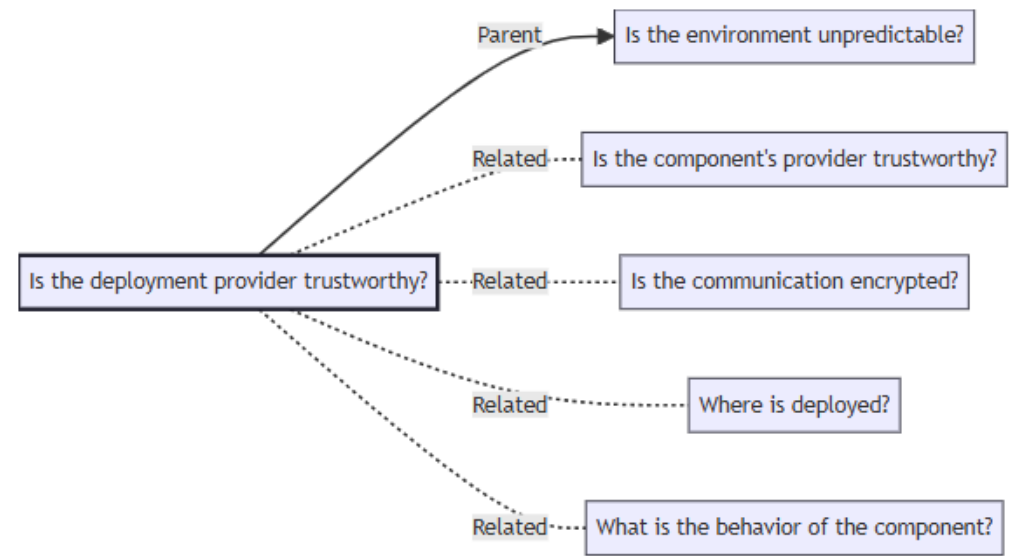 Parent
Is the environment unpredictable?
Related
Is the component's provider trustworthy?
Is the deployment provider trustworthy?
Related
Is the communication encrypted?
Related
Where is deployed?
Related
What is the behavior of the component?